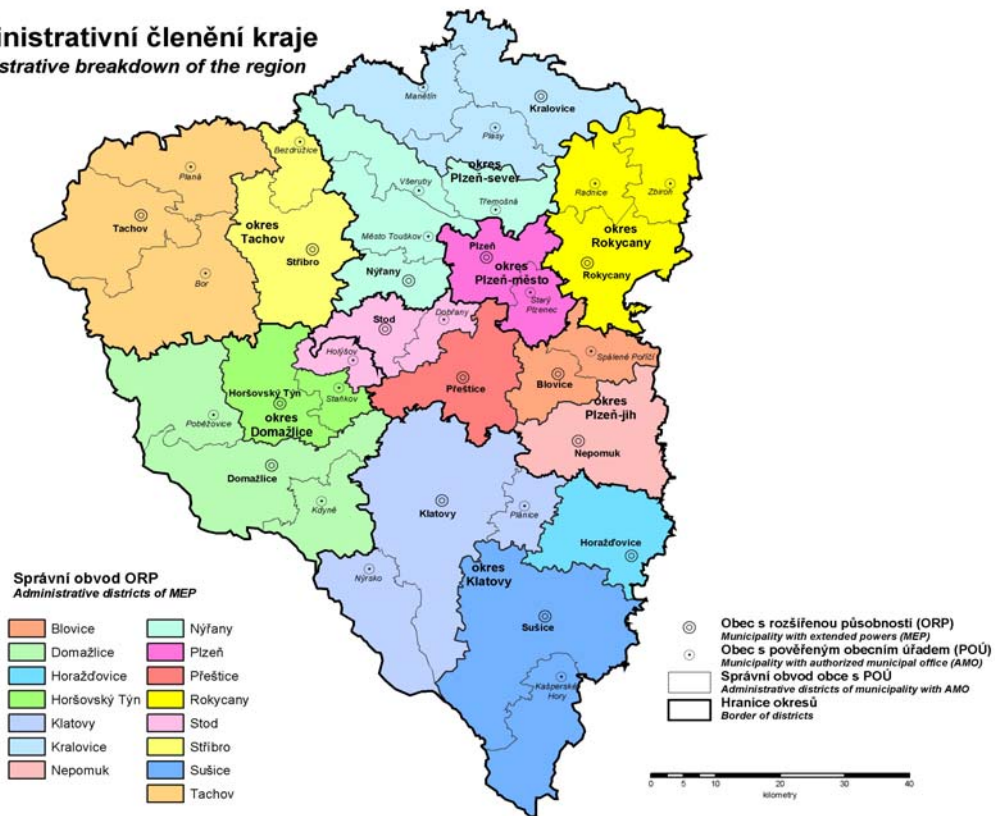 inistrativní členění kraje
strative breakdown of the region
Manětín
Kralovice
Plasy
Bezdružice
okres
Plzeň-sever
Planá
Všeruby
Radnice
Zbiroh
Třemošná
Tachov
okres
Tachov
Město Touškov
Plzeň
okres
Rokycany
Stříbro
okres
Plzeň-město
Rokycany
Bor
Nýřany
Starý
Plzenec
Stod
Dobřany
Holýšov
Spálené Poříčí
Přeštice
Blovice
Horšovský Týn
Staňkov
okres
Plzeň-jih
Poběžovice
okres
Domažlice
Nepomuk
Domažlice
Kdyně
Klatovy
Plánice
Horažďovice
Nýrsko
okres
Klatovy
Sušice
Kašperské
Hory
Správní obvod ORP
Administrative districts of MEP
Blovice
Domažlice
Horažďovice
Horšovský Týn
Klatovy
Kralovice
Nepomuk
Nýřany
Plzeň
Přeštice
Rokycany
Stod
Stříbro
Sušice
Tachov
Obec s rozšířenou působností (ORP)
Municipality with extended powers (MEP)
Obec s pověřeným obecním úřadem (POÚ)
Municipality with authorized municipal office (AMO)
Správní obvod obce s POÚ
Administrative districts of municipality with AMO
Hranice okresů
Border of districts
0 5 10 20 30 40
kilometry